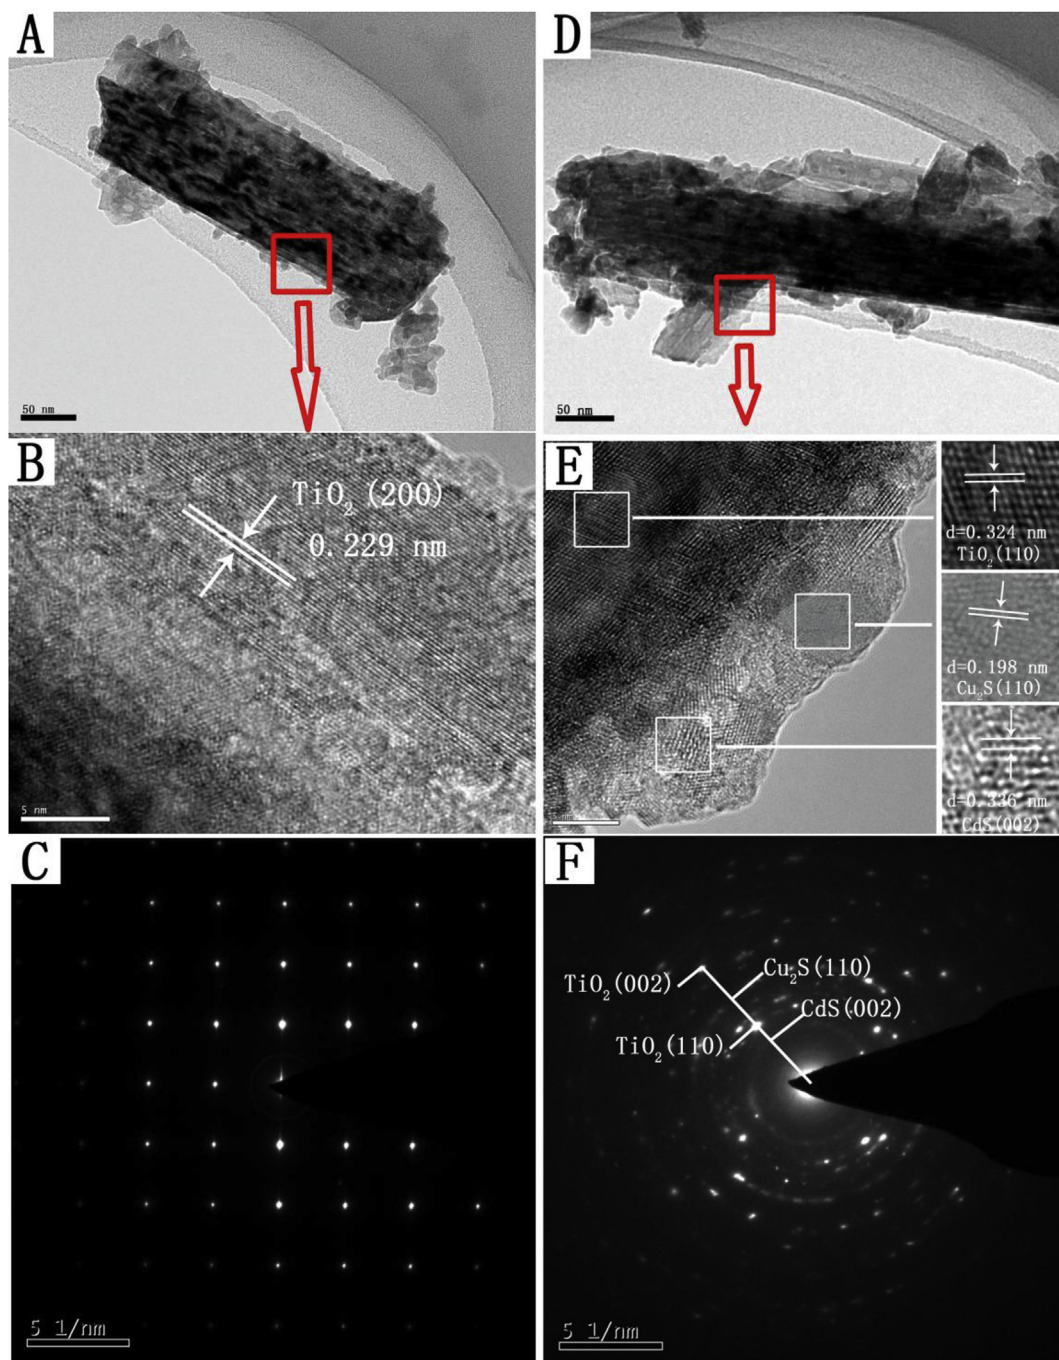 A
50 nm
D
50 nm
B
TiO₂(200)
0.229 nm
5 nm
E
d=0.324 nm
TiO₂(110)
d=0.198 nm
Cu₂S(110)
d=0.336 nm
CdS(002)
C
5 1/nm
F
TiO₂(002)
Cu₂S(110)
CdS(002)
TiO₂(110)
5 1/nm